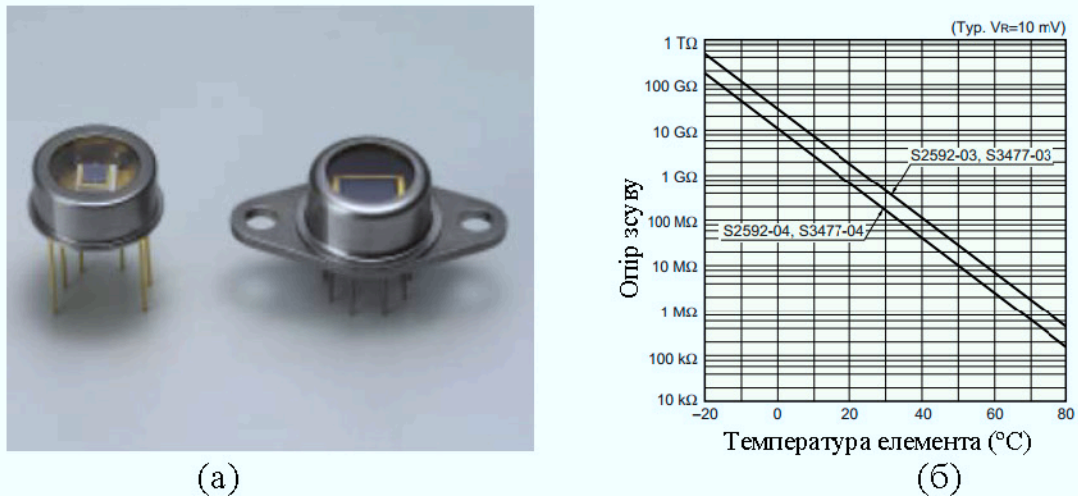 (Typ. VR=10 mV)
1 TΩ
100 GΩ
10 GΩ
1 GΩ
100 MΩ
10 MΩ
1 MΩ
100 kΩ
10 kΩ
Опір зсуву
S2592-03, S3477-03
S2592-04, S3477-04
–20
0
20
40
60
80
Температура елемента (°C)
(а)
(б)